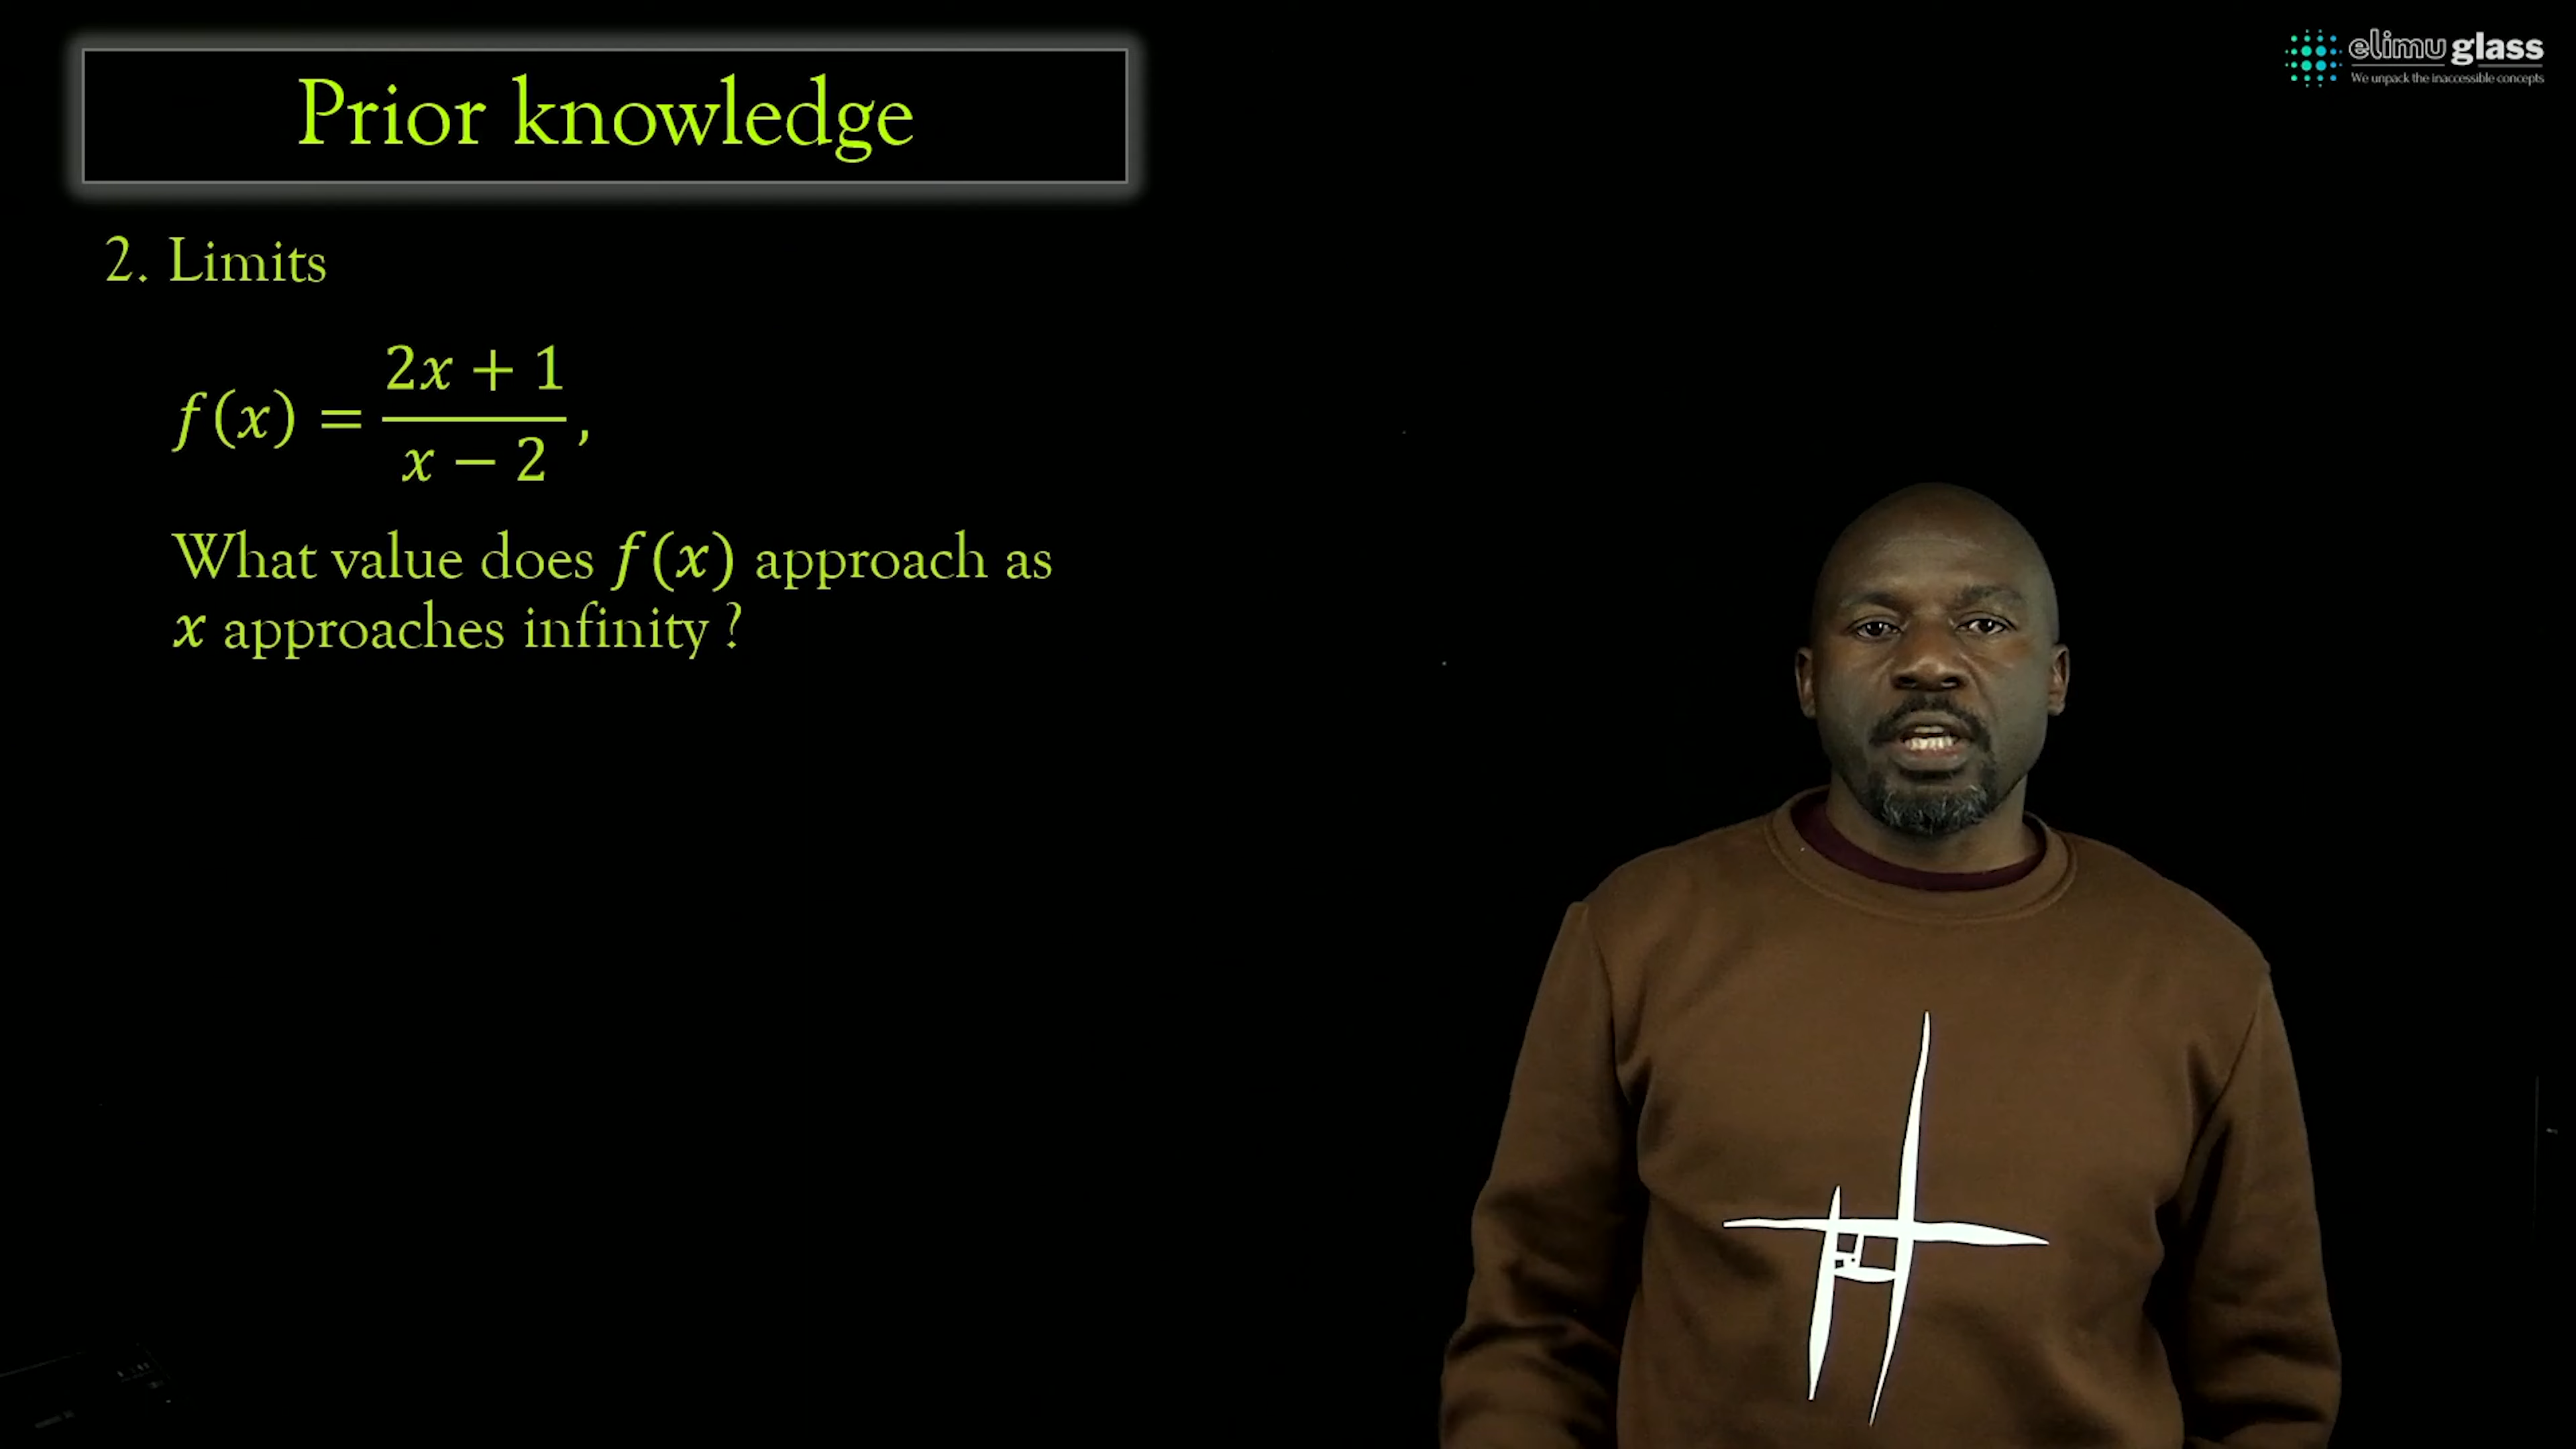 Prior knowledge
elimu glass
We unpack the inaccessible concepts
2. Limits
f(x) = \frac{2x + 1}{x - 2},
What value does f(x) approach as
x approaches infinity ?